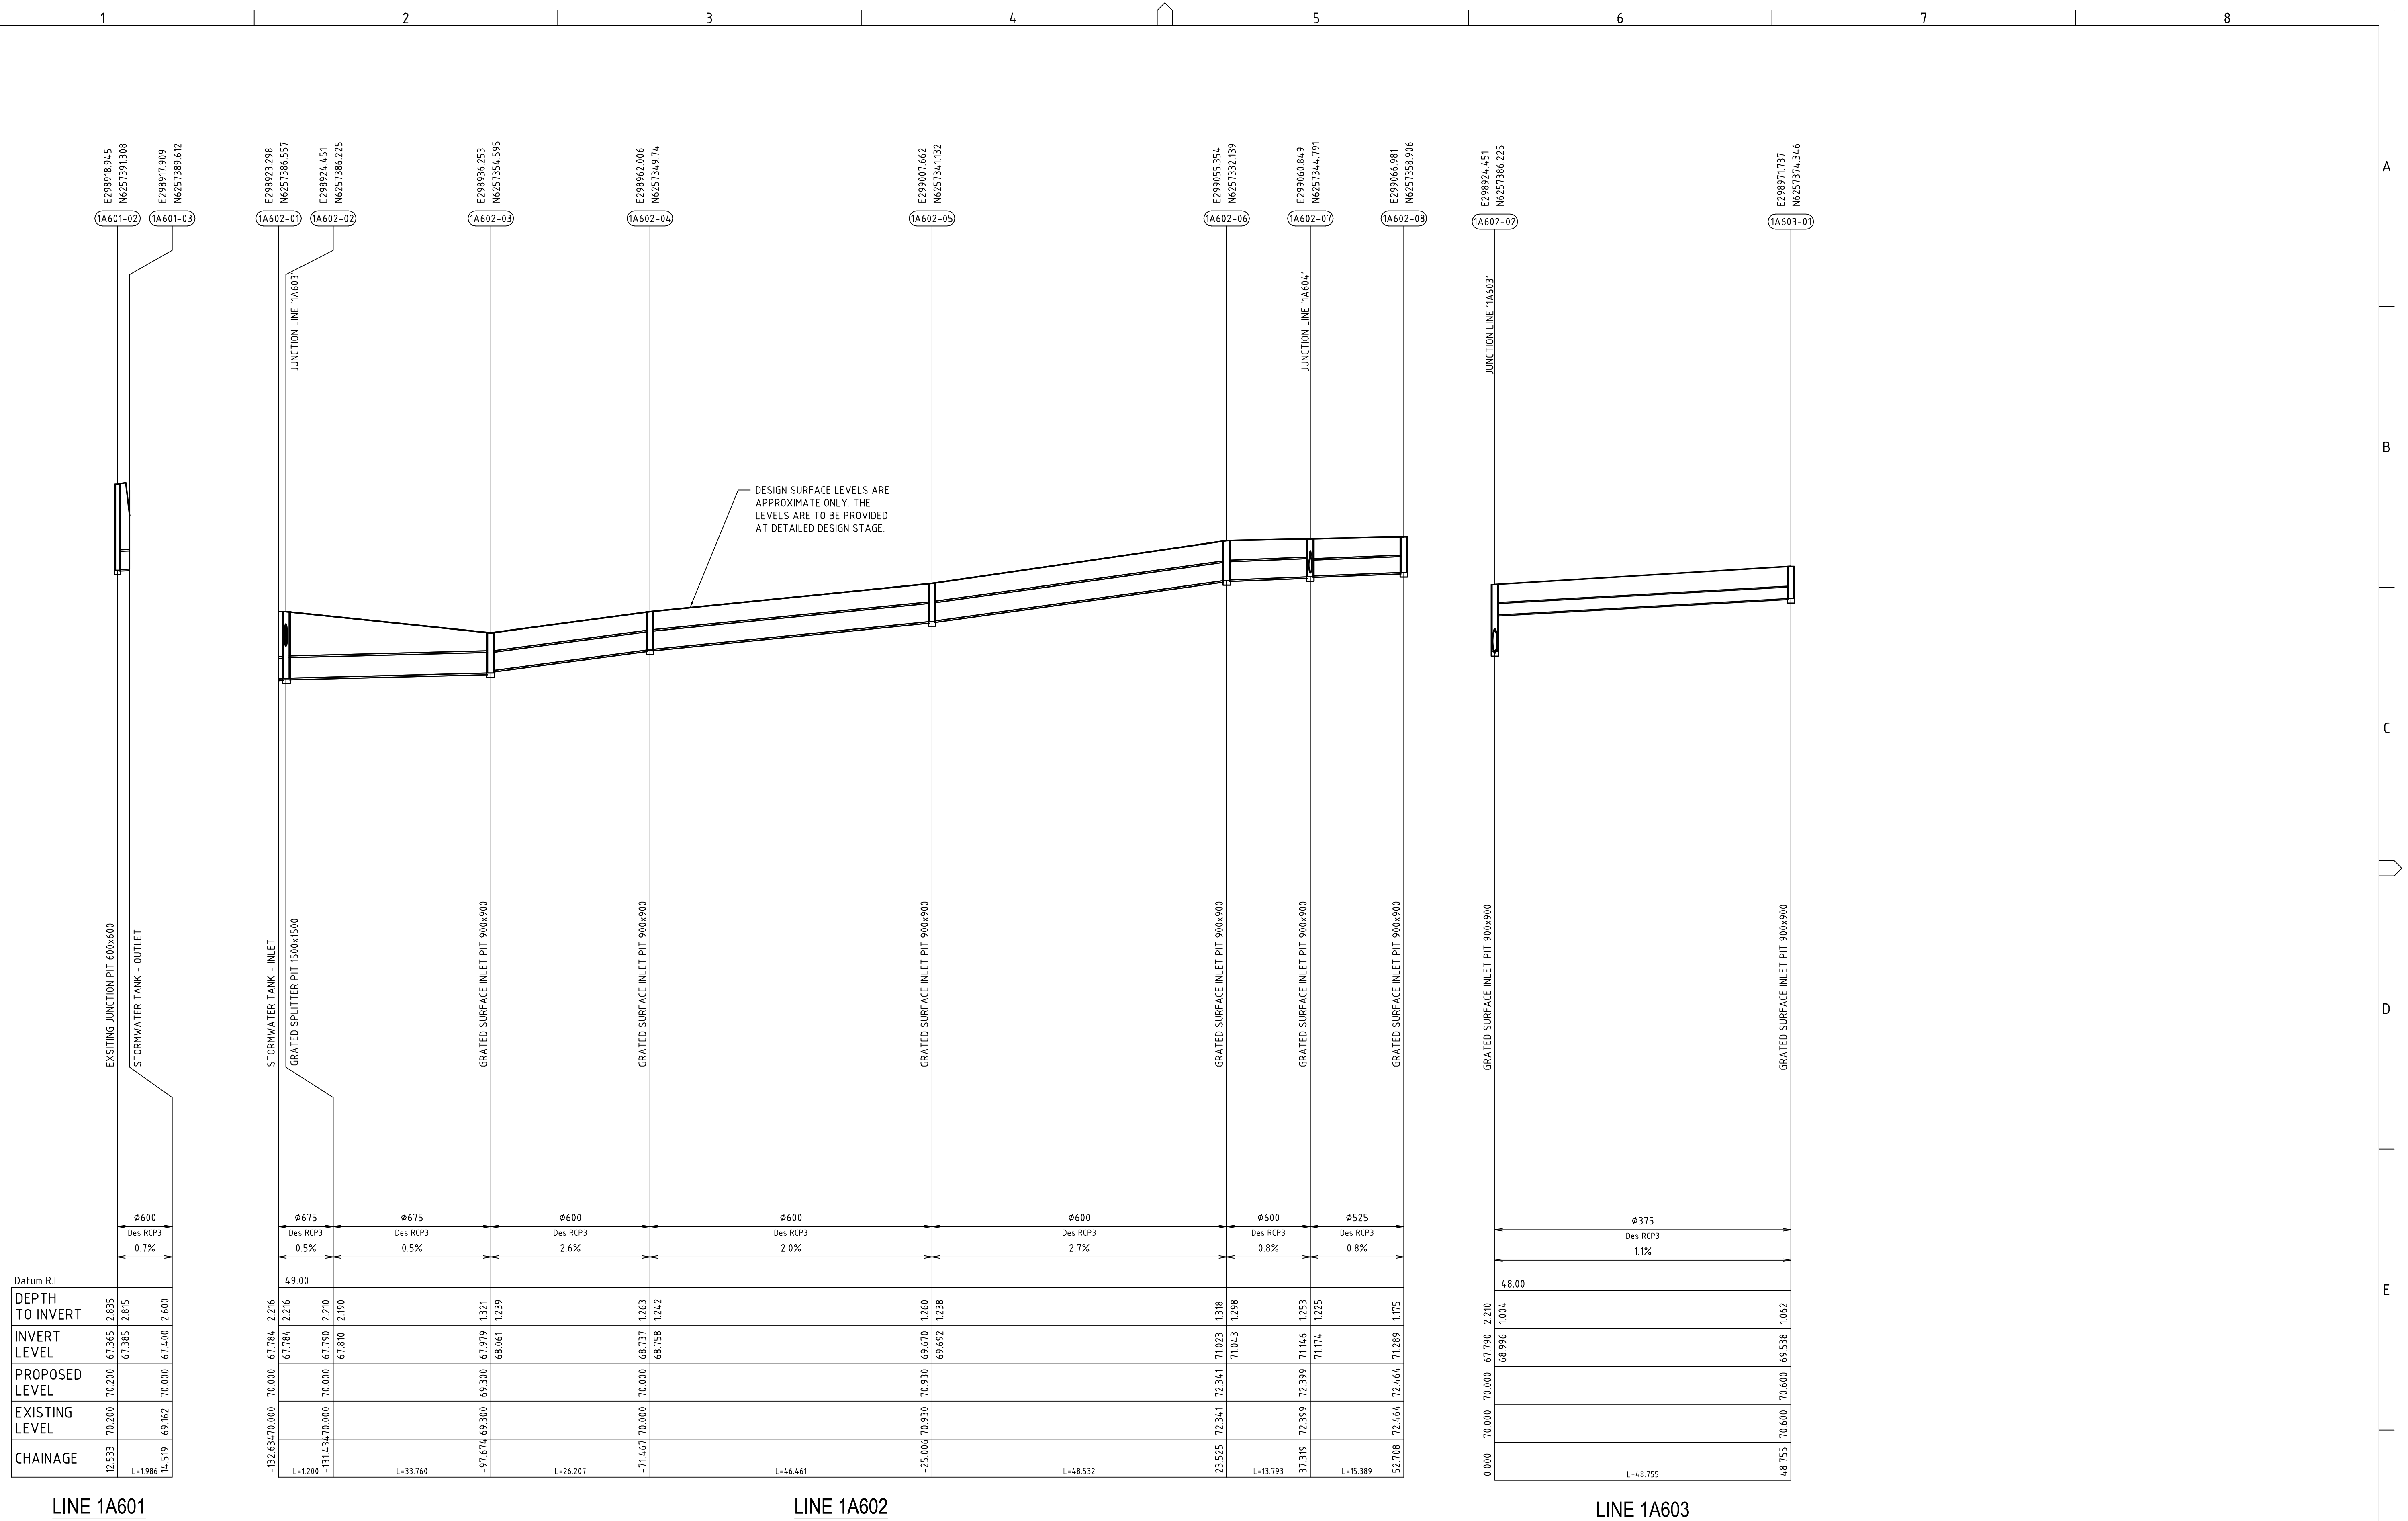 1 2 3 4 5 6 7 8
A
B
C
D
E
E298918.945
N6257391.308
E298917.909
N6257389.612
E298923.298
N6257386.557
E298924.451
N6257386.225
E298936.253
N6257354.595
E298962.006
N6257349.74
E299007.662
N6257341.132
E299055.354
N6257332.139
E299060.849
N6257344.791
E299066.981
N6257358.906
E298924.451
N6257386.225
E298971.737
N6257374.346
1A601-02 1A601-03 1A602-01 1A602-02 1A602-03 1A602-04 1A602-05 1A602-06 1A602-07 1A602-08 1A602-02 1A603-01
JUNCTION LINE '1A603'
JUNCTION LINE '1A604'
JUNCTION LINE '1A603'
DESIGN SURFACE LEVELS ARE
APPROXIMATE ONLY. THE
LEVELS ARE TO BE PROVIDED
AT DETAILED DESIGN STAGE.
EXSITING JUNCTION PIT 600x600
STORMWATER TANK - OUTLET
STORMWATER TANK - INLET
GRATED SPLITTER PIT 1500x1500
GRATED SURFACE INLET PIT 900x900
GRATED SURFACE INLET PIT 900x900
GRATED SURFACE INLET PIT 900x900
GRATED SURFACE INLET PIT 900x900
GRATED SURFACE INLET PIT 900x900
GRATED SURFACE INLET PIT 900x900
GRATED SURFACE INLET PIT 900x900
GRATED SURFACE INLET PIT 900x900
Ø600 Ø675 Ø675 Ø600 Ø600 Ø600 Ø600 Ø525 Ø375
Des RCP3 Des RCP3 Des RCP3 Des RCP3 Des RCP3 Des RCP3 Des RCP3 Des RCP3 Des RCP3
0.7% 0.5% 0.5% 2.6% 2.0% 2.7% 0.8% 0.8% 1.1%
Datum R.L 49.00 48.00
DEPTH
TO INVERT
2.835 2.815 2.600 2.216 2.216 2.210 2.190 1.321 1.239 1.263 1.242 1.260 1.238 1.318 1.298 1.253 1.225 1.175 2.210 1.004 1.062
INVERT
LEVEL
67.365 67.385 67.400 67.784 67.784 67.790 67.810 67.979 68.061 68.737 68.758 69.670 69.692 71.023 71.043 71.146 71.174 71.289 67.790 68.996 69.538
PROPOSED
LEVEL
70.200 70.000 70.000 70.000 69.300 70.000 70.930 72.341 72.399 72.464 70.000 70.600
EXISTING
LEVEL
70.200 69.162 70.000 70.000 69.300 70.000 70.930 72.341 72.399 72.464 70.000 70.600
CHAINAGE
12.533 14.519 -132.634 -131.434 -97.674 -71.467 -25.006 23.525 37.319 52.708 0.000 48.755
L=1.986 L=1.200 L=33.760 L=26.207 L=46.461 L=48.532 L=13.793 L=15.389 L=48.755
LINE 1A601 LINE 1A602 LINE 1A603